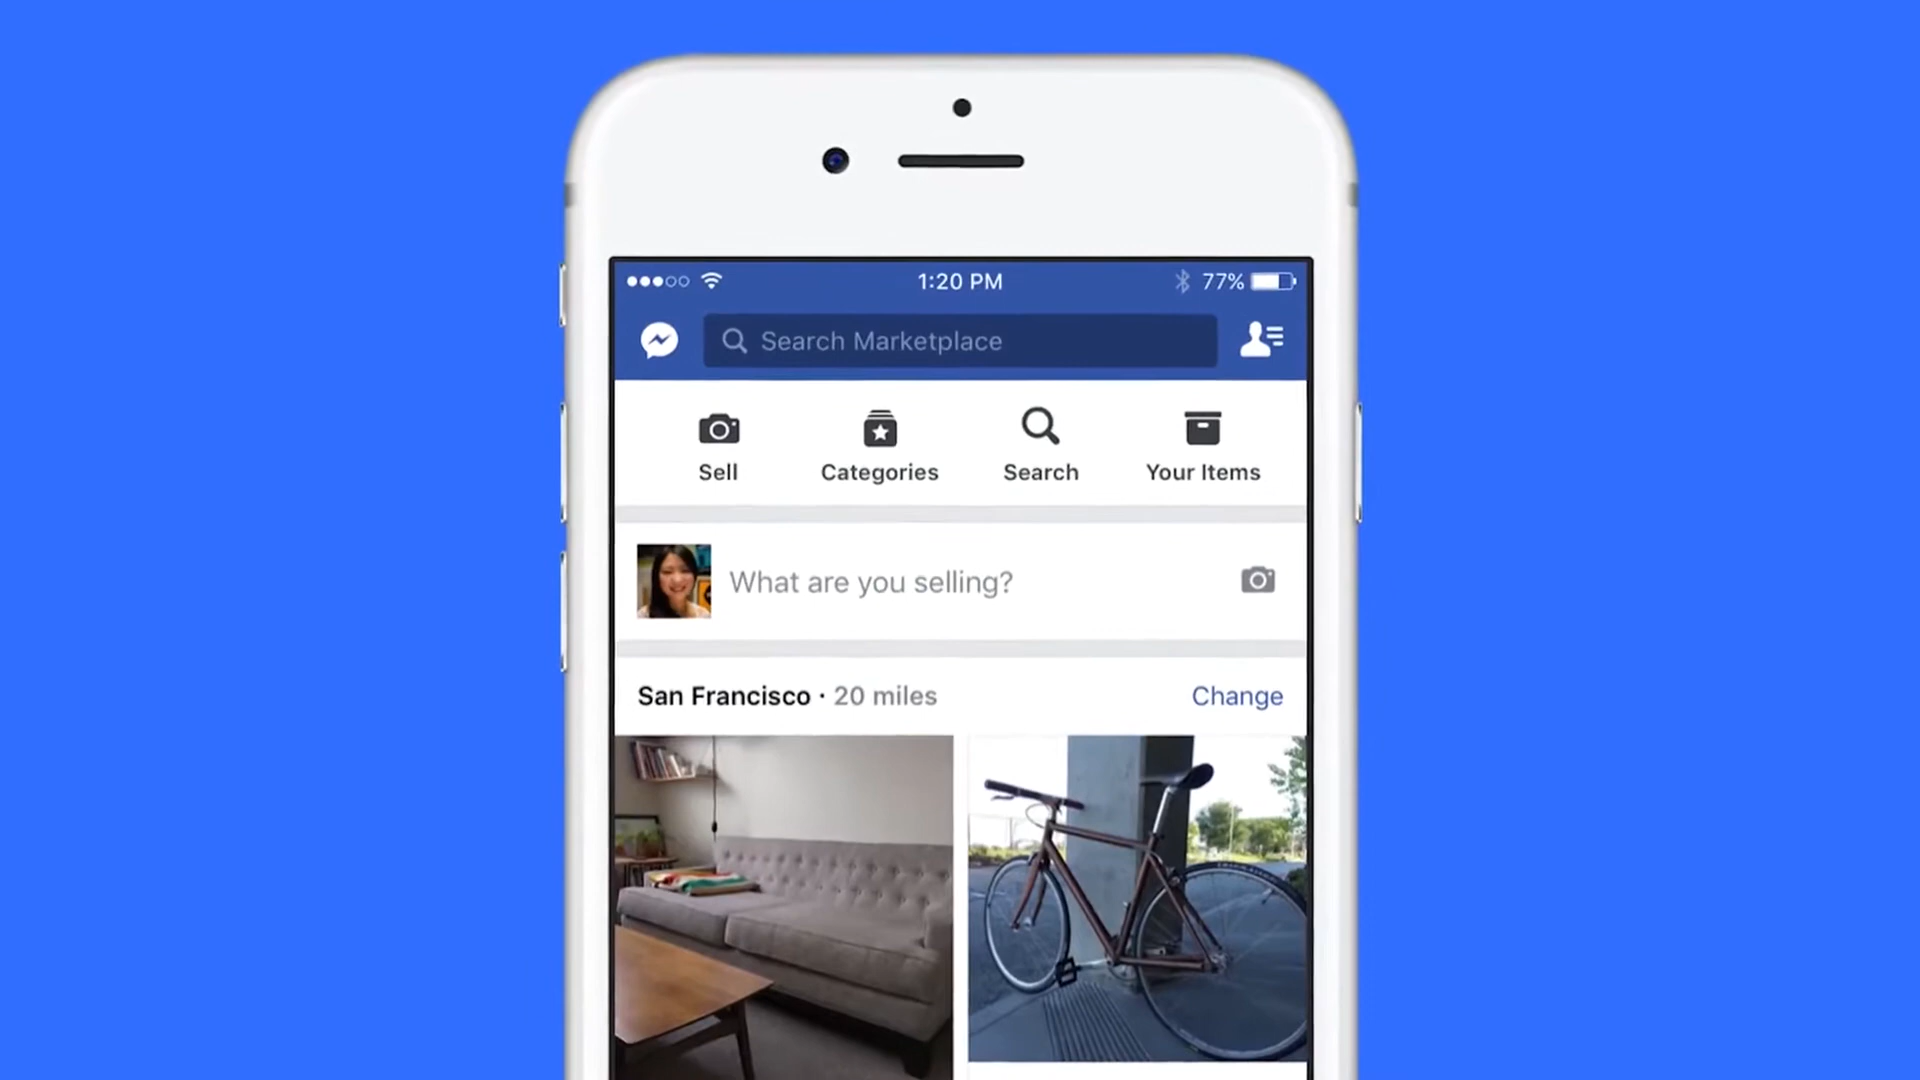 1:20 PM
77%
Search Marketplace
Sell
Categories
Search
Your Items
What are you selling?
San Francisco · 20 miles
Change